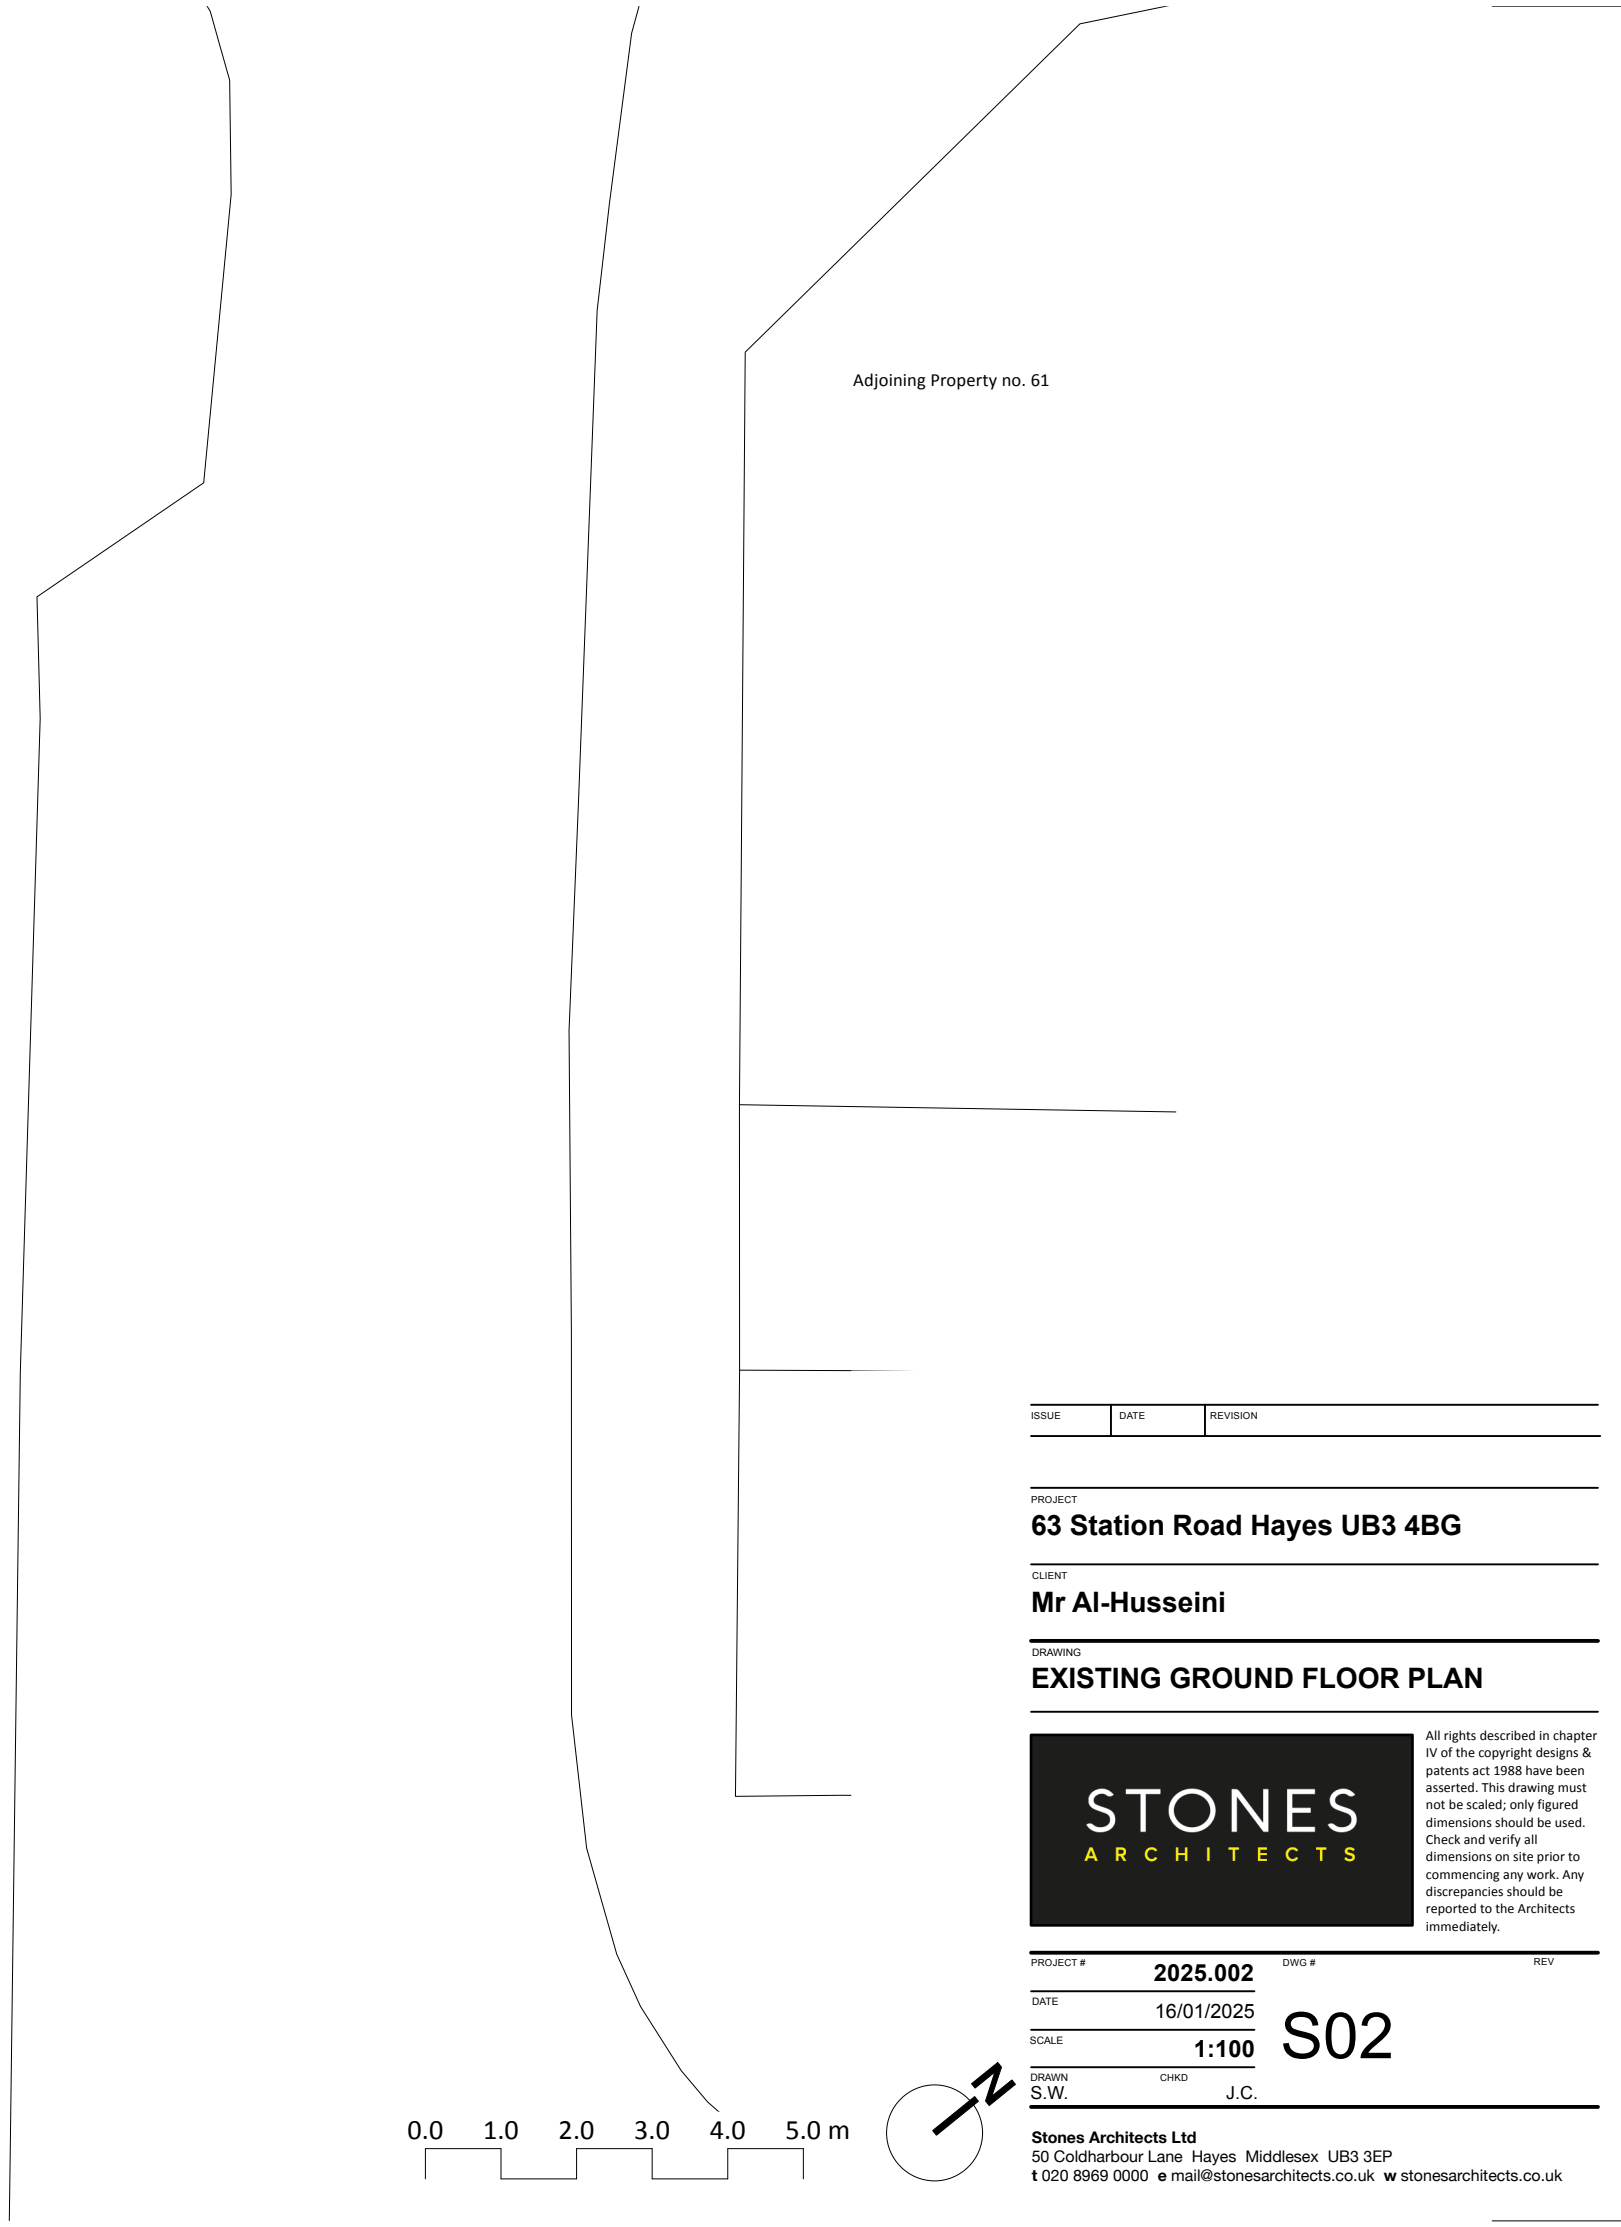 Adjoining Property no. 61
ISSUE DATE REVISION
PROJECT
63 Station Road Hayes UB3 4BG
CLIENT
Mr Al-Husseini
DRAWING
EXISTING GROUND FLOOR PLAN
STONES
ARCHITECTS
All rights described in chapter
IV of the copyright designs &
patents act 1988 have been
asserted. This drawing must
not be scaled; only figured
dimensions should be used.
Check and verify all
dimensions on site prior to
commencing any work. Any
discrepancies should be
reported to the Architects
immediately.
PROJECT # 2025.002
DATE 16/01/2025
SCALE 1:100
DRAWN CHKD
S.W. J.C.
DWG # REV
S02
N
0.0 1.0 2.0 3.0 4.0 5.0 m
Stones Architects Ltd
50 Coldharbour Lane Hayes Middlesex UB3 3EP
t 020 8969 0000 e mail@stonesarchitects.co.uk w stonesarchitects.co.uk